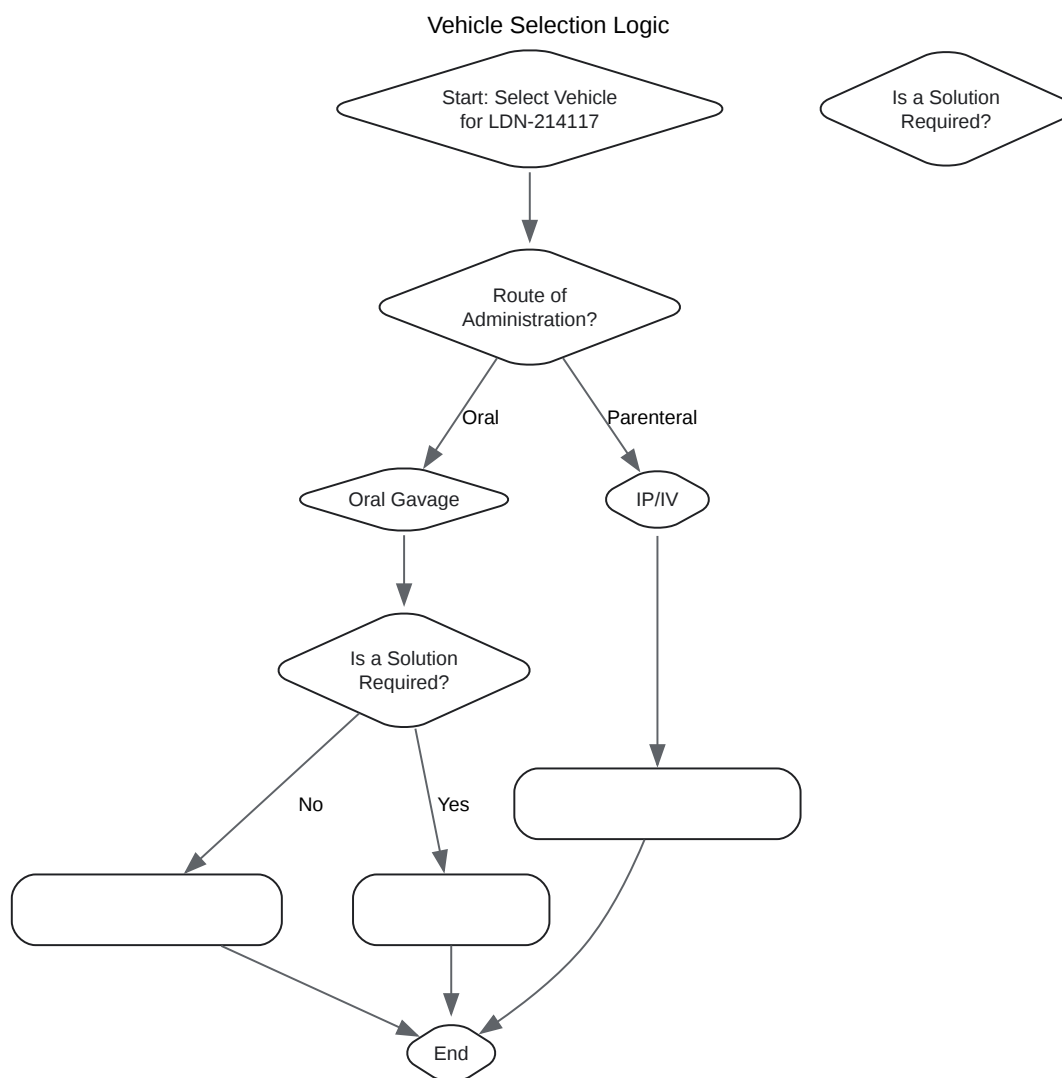 Vehicle Selection Logic
Start: Select Vehicle
for LDN-214117
Is a Solution
Required?
Route of
Administration?
Oral
Parenteral
Oral Gavage
IP/IV
Is a Solution
Required?
No
Yes
End